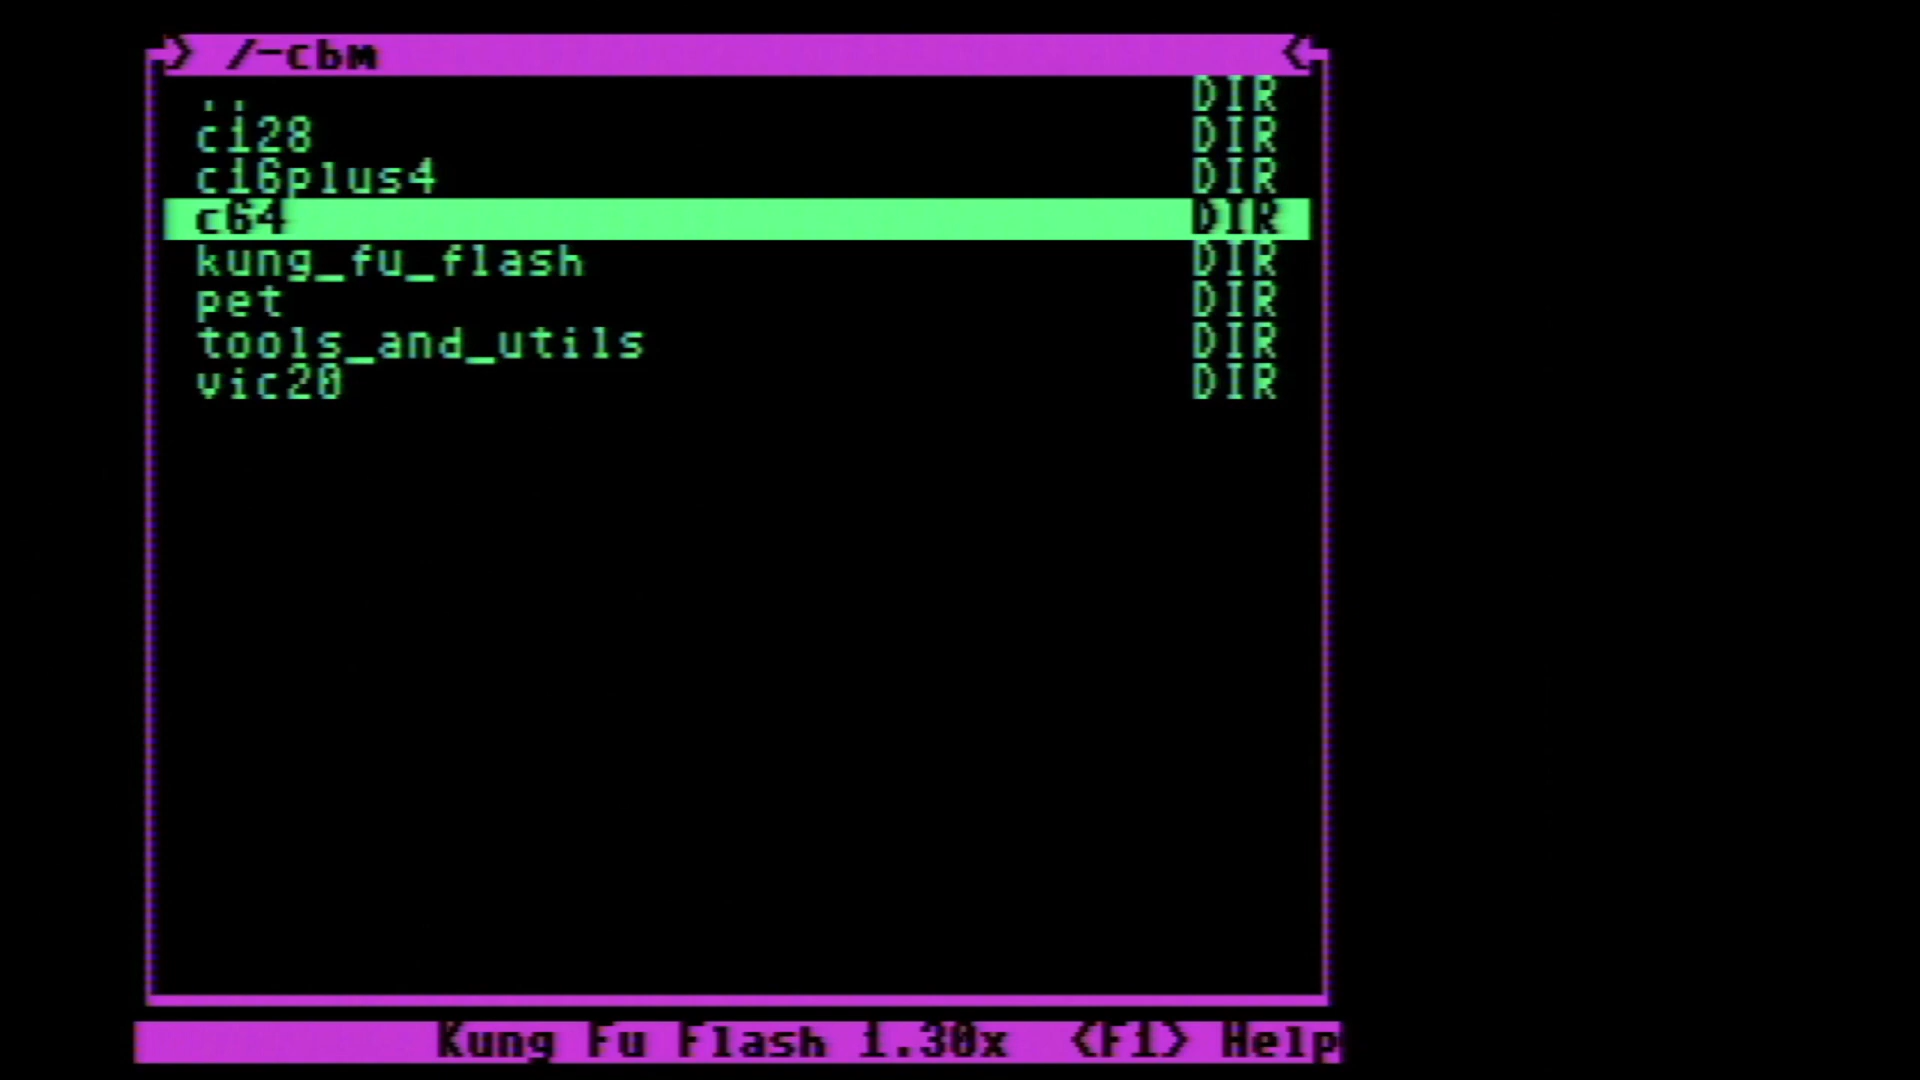 > /-cbm <
.. DIR
c128 DIR
c16plus4 DIR
c64 DIR
kung_fu_flash DIR
pet DIR
tools_and_utils DIR
vic20 DIR
Kung Fu Flash 1.30x <F1> Help